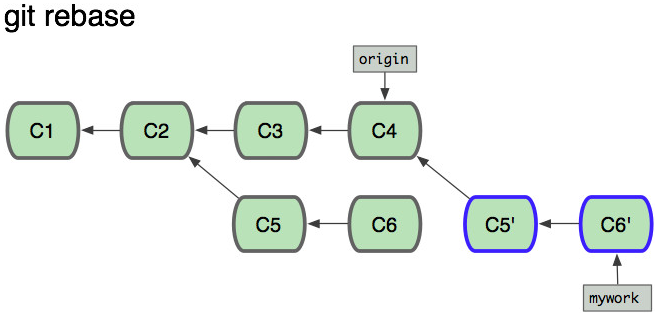 git rebase
origin
C1 C2 C3 C4
C5 C6 C5' C6'
mywork